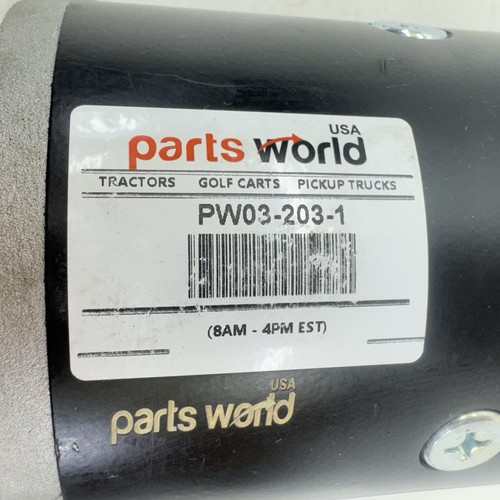 USA
parts world
TRACTORS GOLF CARTS PICKUP TRUCKS
PW03-203-1
(8AM - 4PM EST)
USA
parts world